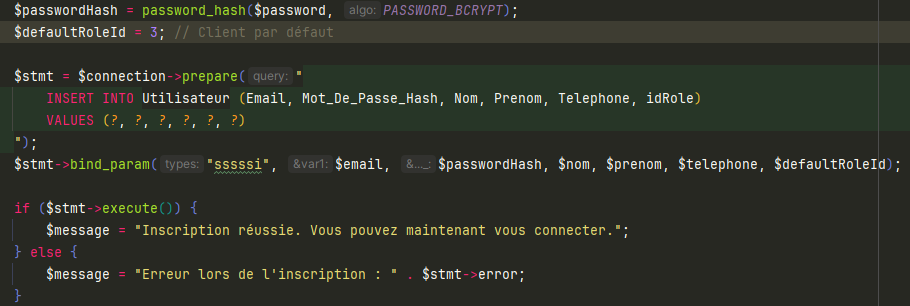 $passwordHash = password_hash($password, algo: PASSWORD_BCRYPT);
$defaultRoleId = 3; // Client par défaut
$stmt = $connection->prepare( query: "
    INSERT INTO Utilisateur (Email, Mot_De_Passe_Hash, Nom, Prenom, Telephone, idRole)
    VALUES (?, ?, ?, ?, ?, ?)
");
$stmt->bind_param( types: "sssssi", &var1: $email, &..._: $passwordHash, $nom, $prenom, $telephone, $defaultRoleId);
if ($stmt->execute()) {
    $message = "Inscription réussie. Vous pouvez maintenant vous connecter.";
} else {
    $message = "Erreur lors de l'inscription : " . $stmt->error;
}